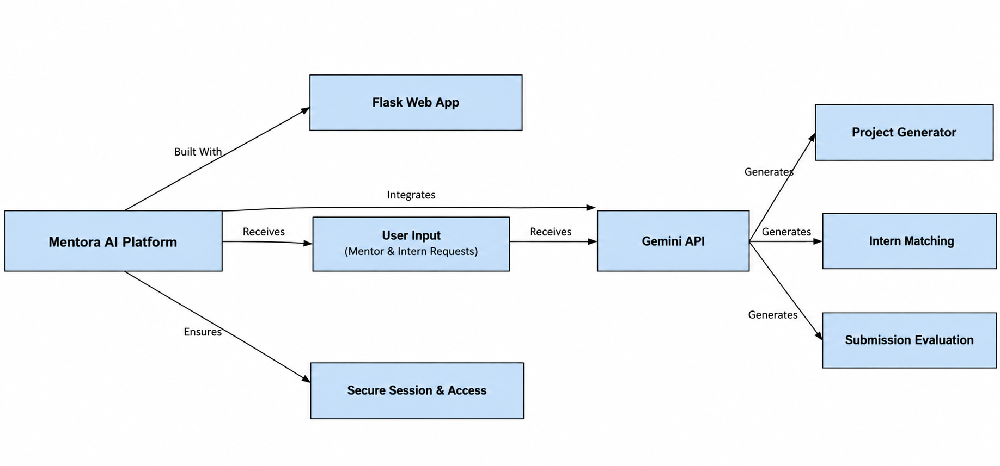 Flask Web App
Project Generator
Built With
Generates
Integrates
Mentora AI Platform
Receives
User Input
(Mentor & Intern Requests)
Receives
Gemini API
Generates
Intern Matching
Generates
Submission Evaluation
Ensures
Secure Session & Access